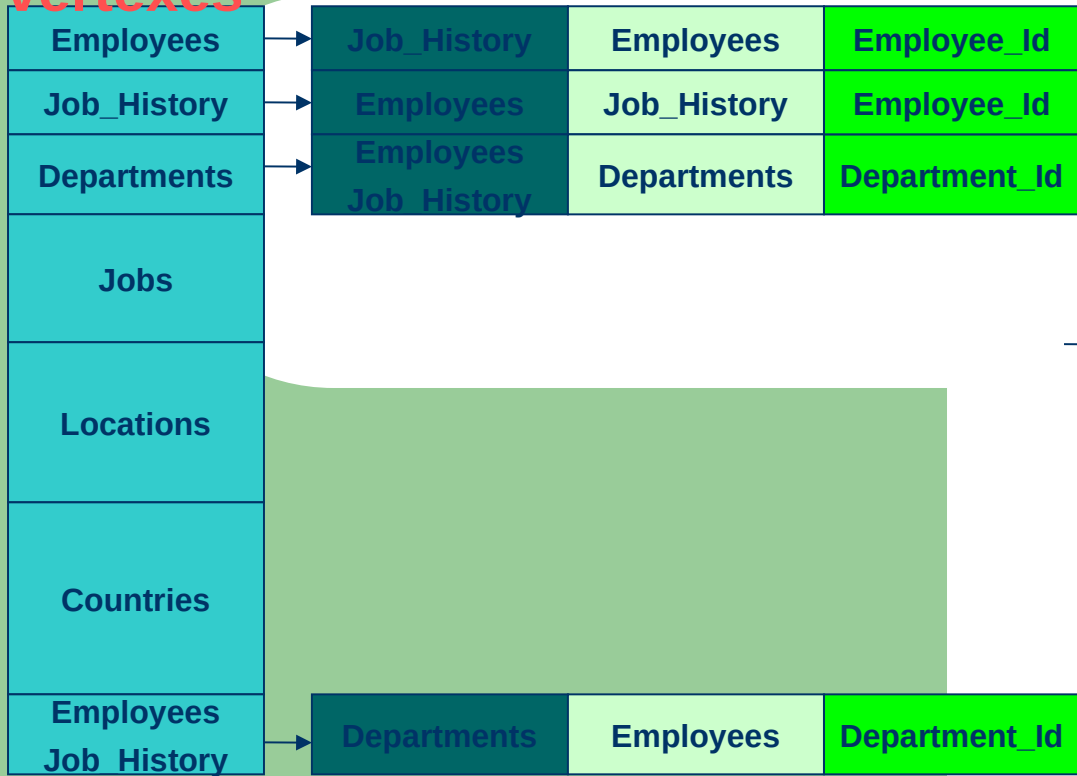 Vertexes
Employees Job_History Employees Employee_Id
Job_History Employees Job_History Employee_Id
Employees
Departments Departments Department_Id
Job_History
Jobs
Locations
Countries
Employees
Departments Employees Department_Id
Job_History